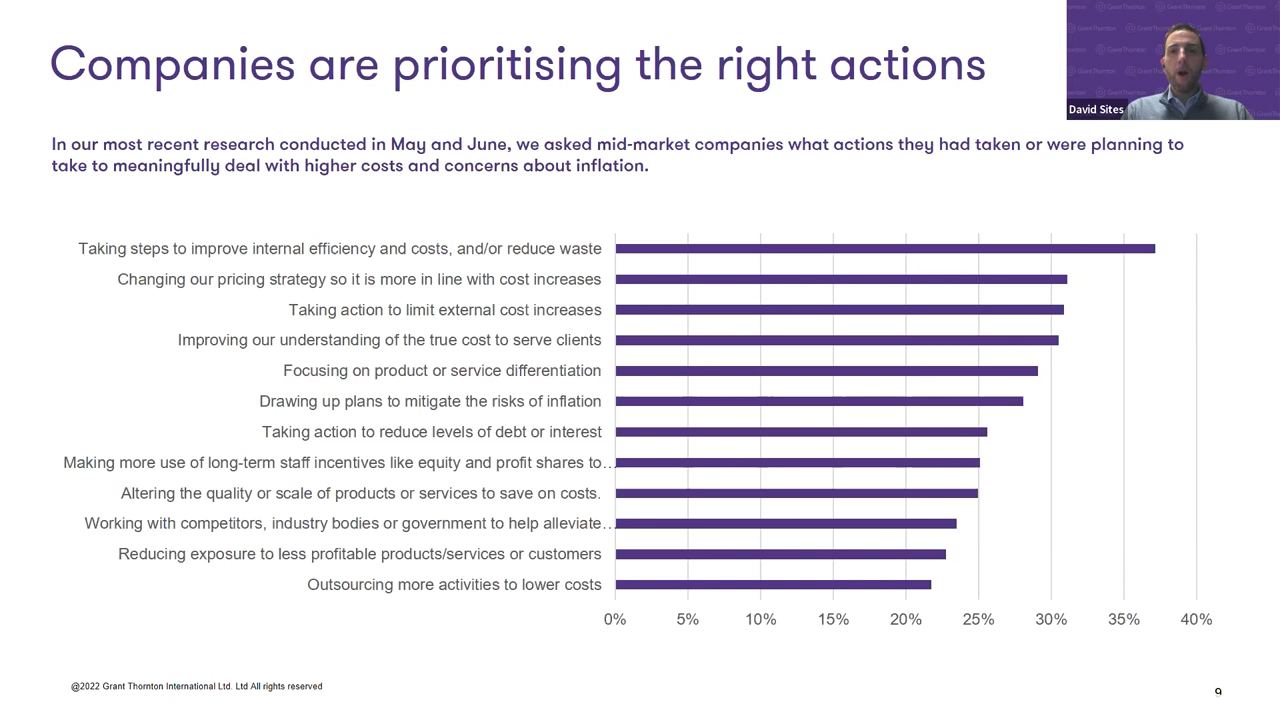 Companies are prioritising the right actions
GrantThornton
David Sites
In our most recent research conducted in May and June, we asked mid-market companies what actions they had taken or were planning to
take to meaningfully deal with higher costs and concerns about inflation.
Taking steps to improve internal efficiency and costs, and/or reduce waste
Changing our pricing strategy so it is more in line with cost increases
Taking action to limit external cost increases
Improving our understanding of the true cost to serve clients
Focusing on product or service differentiation
Drawing up plans to mitigate the risks of inflation
Taking action to reduce levels of debt or interest
Making more use of long-term staff incentives like equity and profit shares to…
Altering the quality or scale of products or services to save on costs.
Working with competitors, industry bodies or government to help alleviate…
Reducing exposure to less profitable products/services or customers
Outsourcing more activities to lower costs
0% 5% 10% 15% 20% 25% 30% 35% 40%
@2022 Grant Thornton International Ltd. Ltd All rights reserved
9